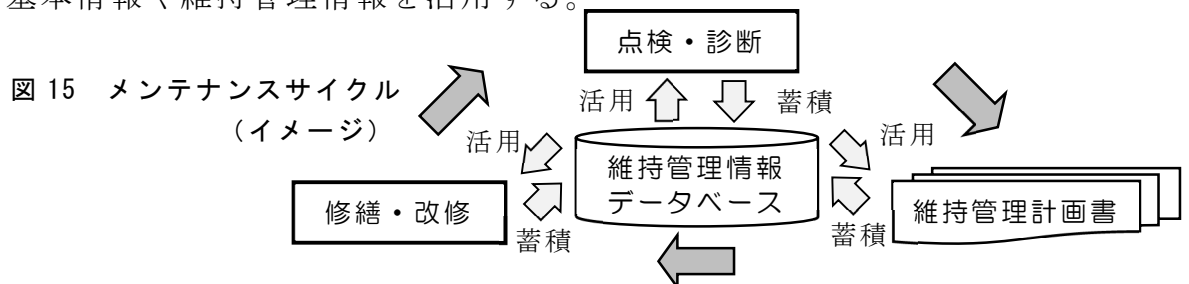 基本情報や維持管理情報を活用する。
点検・診断
図 15 メンテナンスサイクル
（イメージ）
活用
蓄積
活用
活用
維持管理情報
データベース
修繕・改修
維持管理計画書
蓄積
蓄積